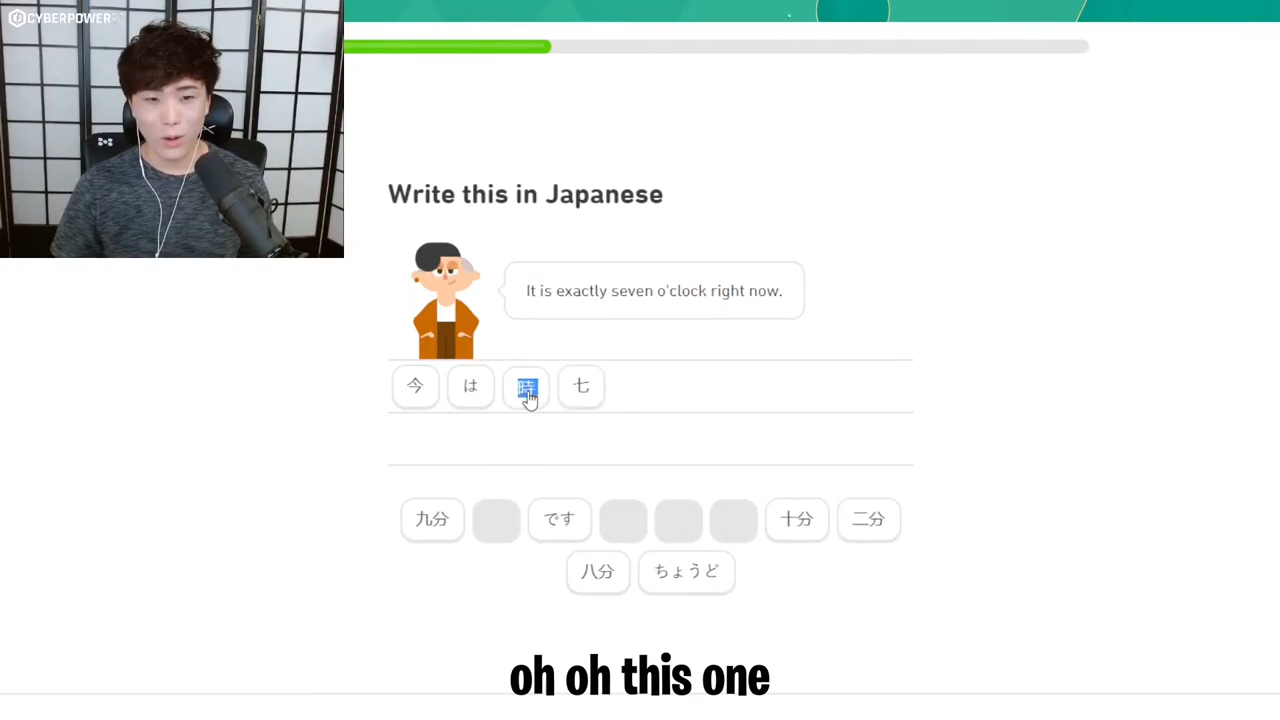 CYBERPOWERPC
Write this in Japanese
It is exactly seven o'clock right now.
今 は 時 七
九分 です 十分 二分
八分 ちょうど
oh oh this one